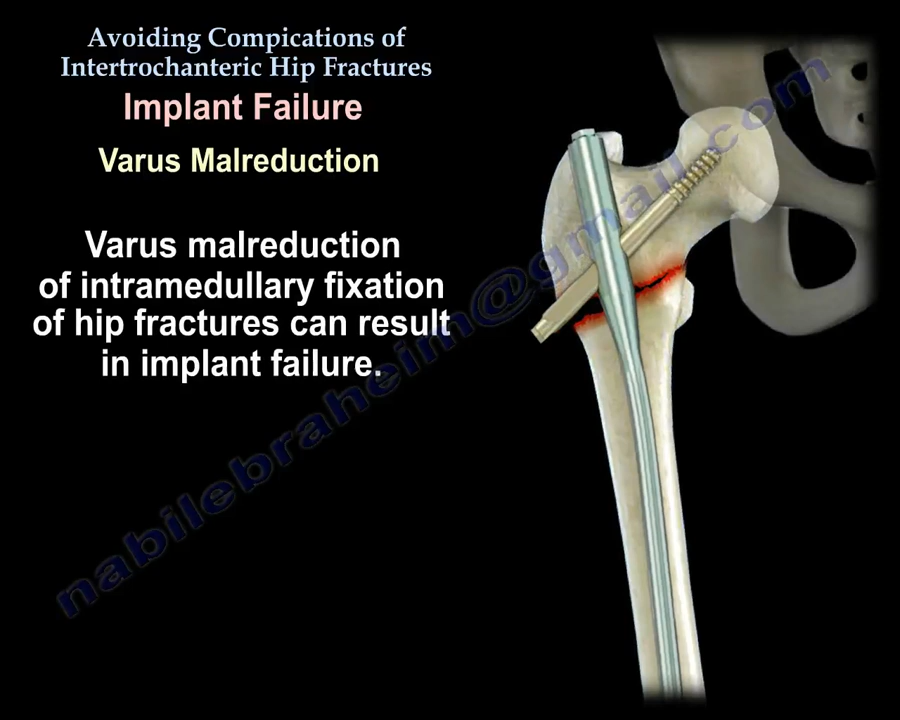 Avoiding Compications of
Intertrochanteric Hip Fractures
Implant Failure
Varus Malreduction
Varus malreduction
of intramedullary fixation
of hip fractures can result
in implant failure.
nabilebraheim@gmail.com